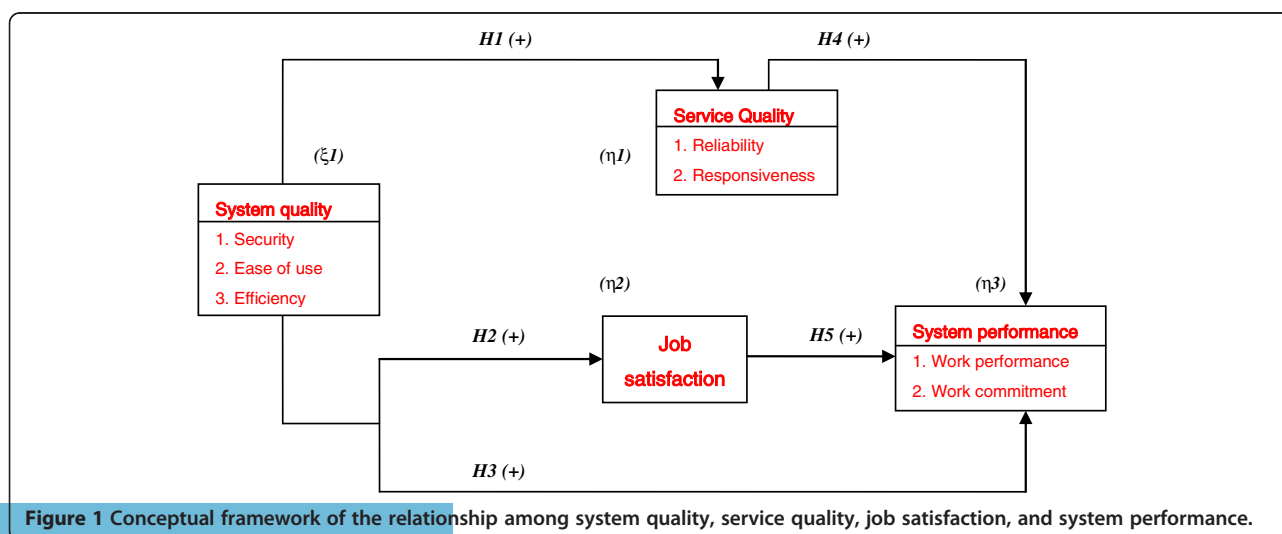 H1 (+)
H4 (+)
Service Quality
1. Reliability
2. Responsiveness
(ξ1)
(η1)
System quality
1. Security
2. Ease of use
3. Efficiency
(η2)
(η3)
H2 (+)
Job
satisfaction
H5 (+)
System performance
1. Work performance
2. Work commitment
H3 (+)
Figure 1 Conceptual framework of the relationship among system quality, service quality, job satisfaction, and system performance.